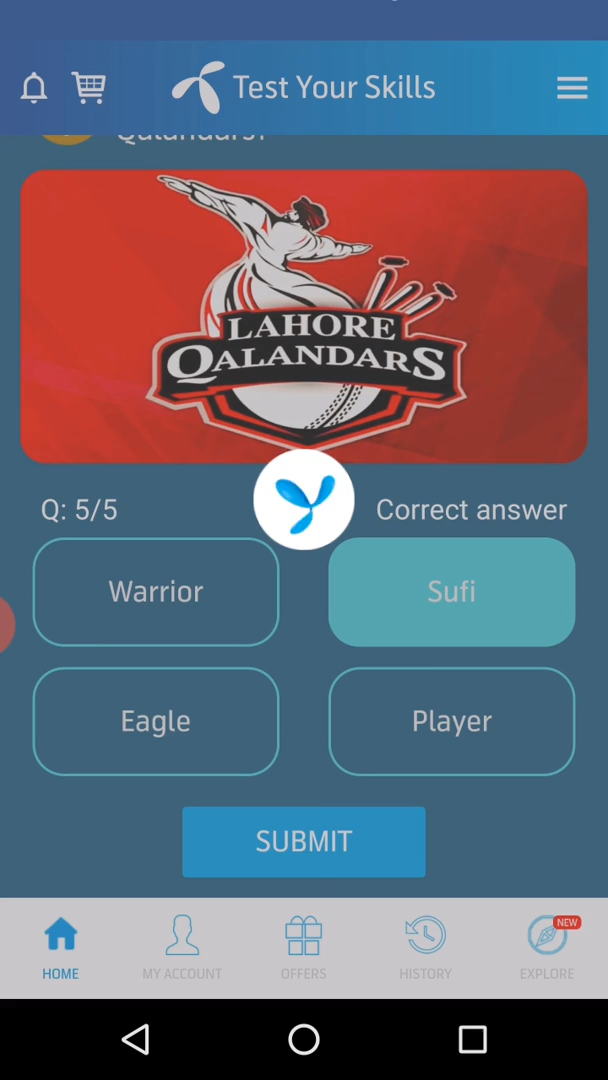 Test Your Skills
Qalandars?
LAHORE
QALANDARS
Q: 5/5
Correct answer
Warrior
Sufi
Eagle
Player
SUBMIT
NEW
HOME
MY ACCOUNT
OFFERS
HISTORY
EXPLORE